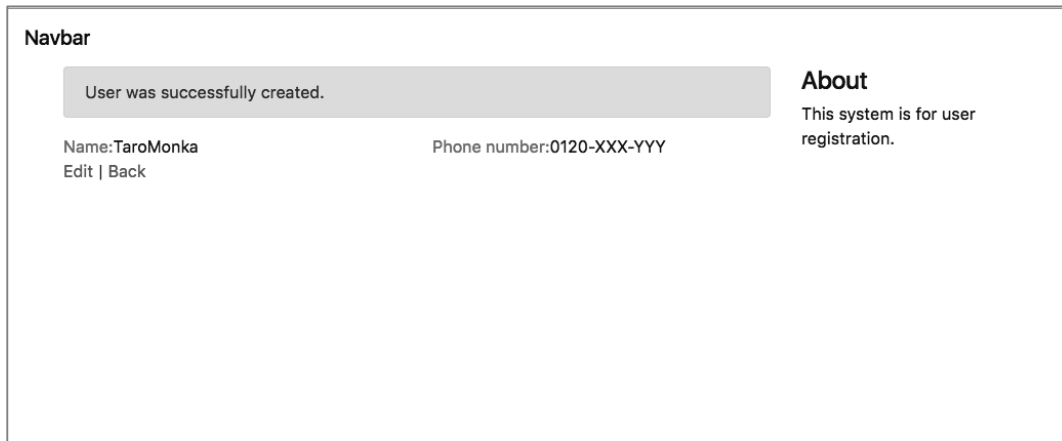 Navbar
User was successfully created.
Name:TaroMonka
Phone number:0120-XXX-YYY
Edit | Back
About
This system is for user
registration.